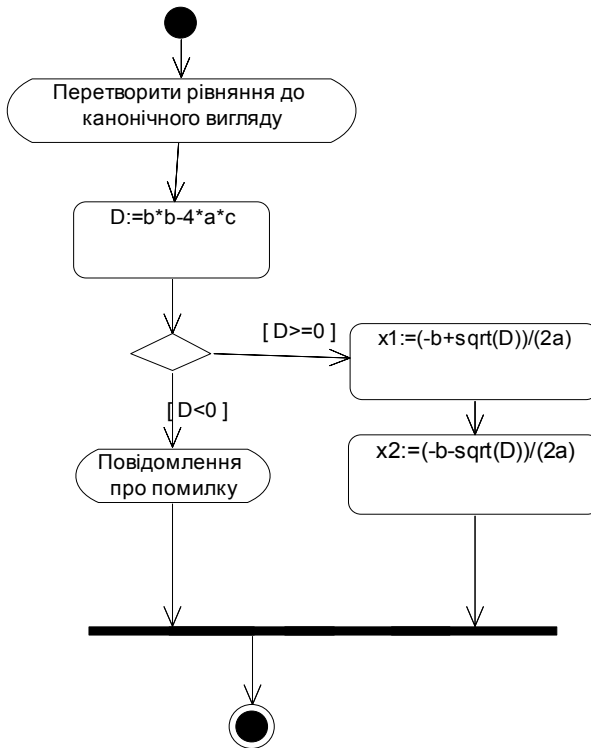 Перетворити рівняння до
канонічного вигляду
D:=b*b-4*a*c
[ D>=0 ]
x1:=(-b+sqrt(D))/(2a)
[ D<0 ]
x2:=(-b-sqrt(D))/(2a)
Повідомлення
про помилку